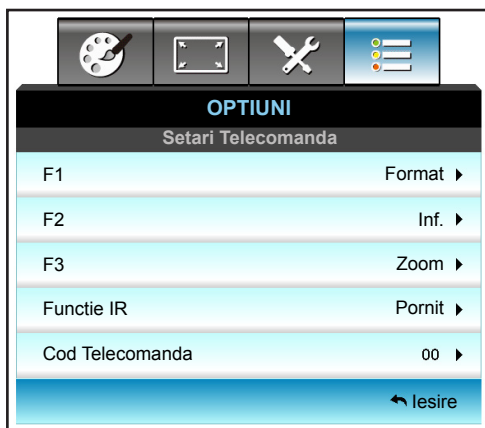 OPTIUNI
Setari Telecomanda
F1 Format
F2 Inf.
F3 Zoom
Functie IR Pornit
Cod Telecomanda 00
Iesire